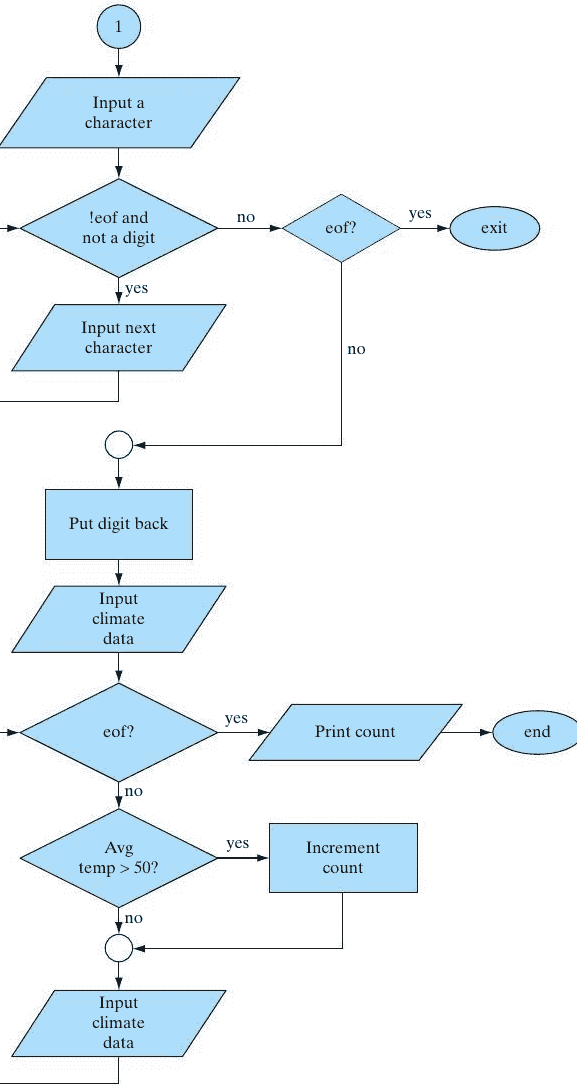 1
Input a
character
!eof and
not a digit
no
eof?
yes
exit
yes
Input next
character
no
Put digit back
Input
climate
data
eof?
yes
Print count
end
no
Avg
temp > 50?
yes
Increment
count
no
Input
climate
data